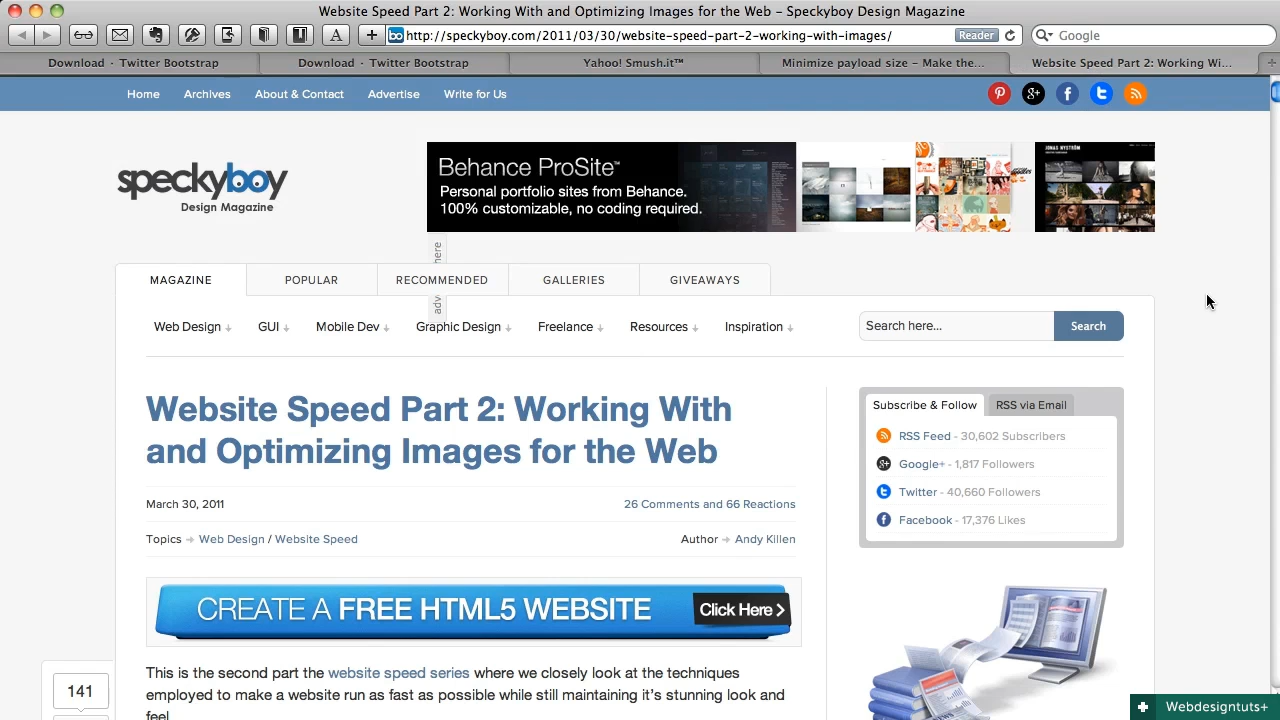 Website Speed Part 2: Working With and Optimizing Images for the Web – Speckyboy Design Magazine
http://speckyboy.com/2011/03/30/website-speed-part-2-working-with-images/
Reader
Google
Download · Twitter Bootstrap
Download · Twitter Bootstrap
Yahoo! Smush.it™
Minimize payload size – Make the...
Website Speed Part 2: Working Wi...
Home
Archives
About & Contact
Advertise
Write for Us
speckyboy
Design Magazine
Behance ProSite™
Personal portfolio sites from Behance.
100% customizable, no coding required.
JONAS NYSTRÖM
here
adv
MAGAZINE
POPULAR
RECOMMENDED
GALLERIES
GIVEAWAYS
Web Design
GUI
Mobile Dev
Graphic Design
Freelance
Resources
Inspiration
Search here...
Search
Website Speed Part 2: Working With
and Optimizing Images for the Web
March 30, 2011
26 Comments and 66 Reactions
Topics
Web Design / Website Speed
Author
Andy Killen
CREATE A FREE HTML5 WEBSITE
Click Here >
This is the second part the website speed series where we closely look at the techniques
employed to make a website run as fast as possible while still maintaining it's stunning look and
feel
141
Subscribe & Follow
RSS via Email
RSS Feed - 30,602 Subscribers
Google+ - 1,817 Followers
Twitter - 40,660 Followers
Facebook - 17,376 Likes
Webdesigntuts+